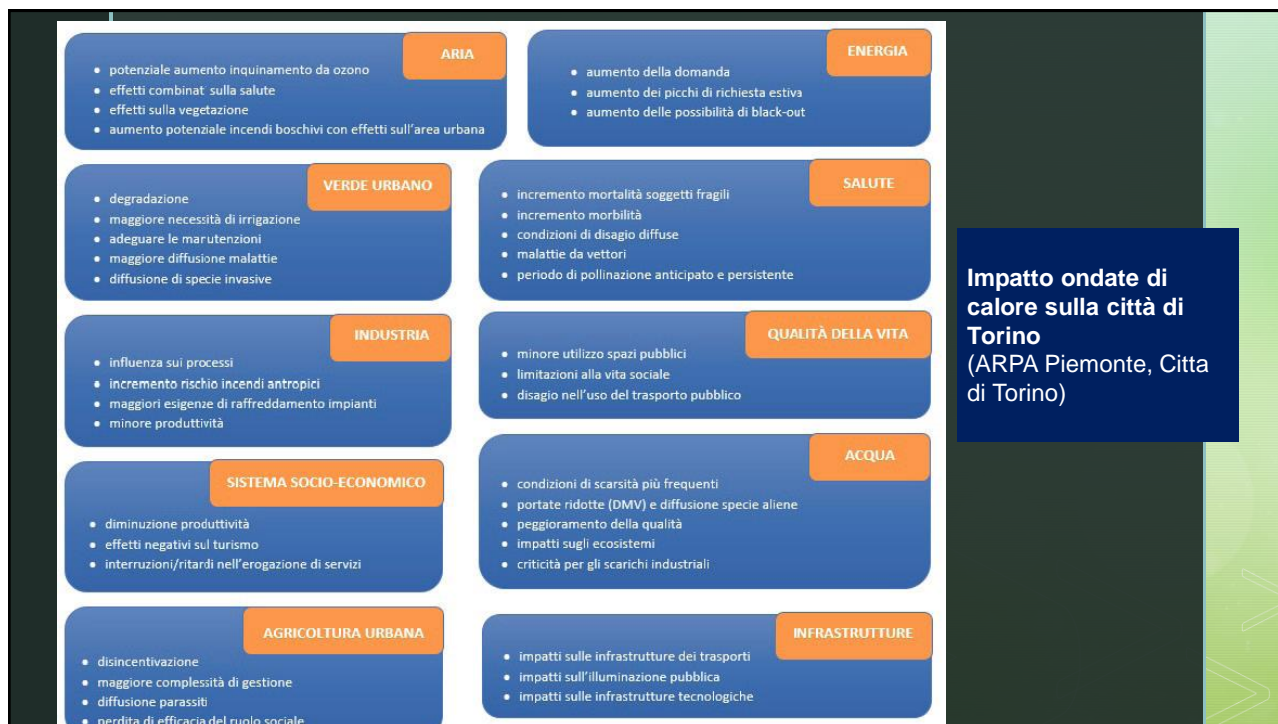 ARIA
• potenziale aumento inquinamento da ozono
• effetti combinat sulla salute
• effetti sulla vegetazione
• aumento potenziale incendi boschivi con effetti sull'area urbana
ENERGIA
• aumento della domanda
• aumento dei picchi di richiesta estiva
• aumento delle possibilità di black-out
VERDE URBANO
• degradazione
• maggiore necessità di irrigazione
• adeguare le marutenzioni
• maggiore diffusione malattie
• diffusione di specie invasive
SALUTE
• incremento mortalità soggetti fragili
• incremento morbilità
• condizioni di disagio diffuse
• malattie da vettori
• periodo di pollinazione anticipato e persistente
INDUSTRIA
• influenza sui processi
• incremento rischio incendi antropici
• maggiori esigenze di raffreddamento impianti
• minore produttività
QUALITÀ DELLA VITA
• minore utilizzo spazi pubblici
• limitazioni alla vita sociale
• disagio nell'uso del trasporto pubblico
SISTEMA SOCIO-ECONOMICO
• diminuzione produttività
• effetti negativi sul turismo
• interruzioni/ritardi nell'erogazione di servizi
ACQUA
• condizioni di scarsità più frequenti
• portate ridotte (DMV) e diffusione specie aliene
• peggioramento della qualità
• impatti sugli ecosistemi
• criticità per gli scarichi industriali
AGRICOLTURA URBANA
• disincentivazione
• maggiore complessità di gestione
• diffusione parassiti
• perdita di efficacia del ruolo sociale
INFRASTRUTTURE
• impatti sulle infrastrutture dei trasporti
• impatti sull'illuminazione pubblica
• impatti sulle infrastrutture tecnologiche
Impatto ondate di
calore sulla città di
Torino
(ARPA Piemonte, Citta
di Torino)